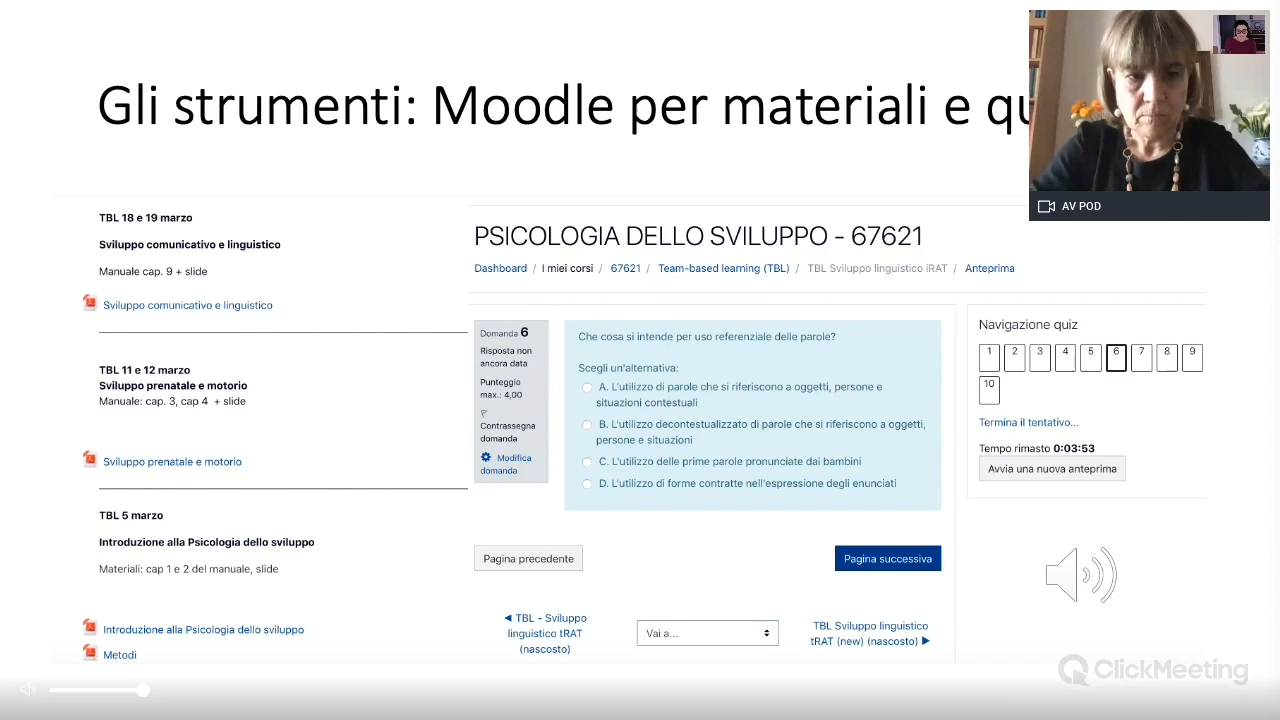 Gli strumenti: Moodle per materiali e qu
AV POD
TBL 18 e 19 marzo
Sviluppo comunicativo e linguistico
Manuale cap. 9 + slide
Sviluppo comunicativo e linguistico
TBL 11 e 12 marzo
Sviluppo prenatale e motorio
Manuale: cap. 3, cap 4 + slide
Sviluppo prenatale e motorio
TBL 5 marzo
Introduzione alla Psicologia dello sviluppo
Materiali: cap 1 e 2 del manuale, slide
Introduzione alla Psicologia dello sviluppo
Metodi
PSICOLOGIA DELLO SVILUPPO - 67621
Dashboard / I miei corsi / 67621 / Team-based learning (TBL) / TBL Sviluppo linguistico iRAT / Anteprima
Domanda 6
Risposta non
ancora data
Punteggio
max.: 4,00
Contrassegna
domanda
Modifica
domanda
Che cosa si intende per uso referenziale delle parole?
Scegli un'alternativa:
A. L'utilizzo di parole che si riferiscono a oggetti, persone e
situazioni contestuali
B. L'utilizzo decontestualizzato di parole che si riferiscono a oggetti,
persone e situazioni
C. L'utilizzo delle prime parole pronunciate dai bambini
D. L'utilizzo di forme contratte nell'espressione degli enunciati
Pagina precedente
Pagina successiva
◄ TBL - Sviluppo
linguistico tRAT
(nascosto)
Vai a...
TBL Sviluppo linguistico
tRAT (new) (nascosto) ►
Navigazione quiz
1 2 3 4 5 6 7 8 9
10
Termina il tentativo...
Tempo rimasto 0:03:53
Avvia una nuova anteprima
ClickMeeting